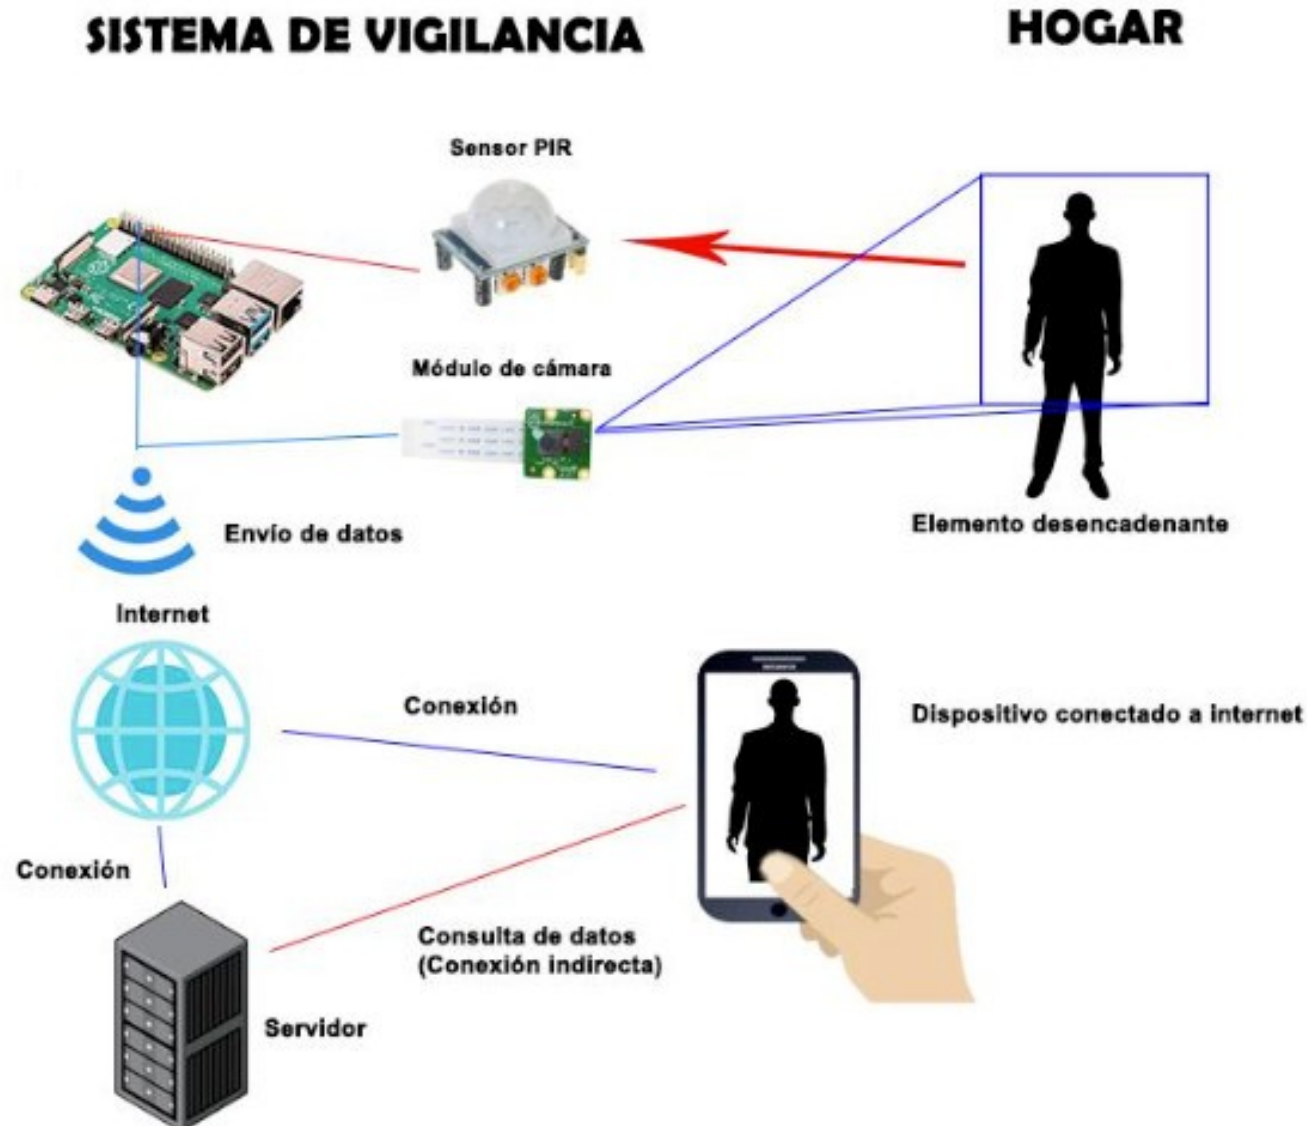 SISTEMA DE VIGILANCIA
HOGAR
Sensor PIR
Módulo de cámara
Elemento desencadenante
Envío de datos
Internet
Conexión
Dispositivo conectado a internet
Conexión
Consulta de datos
(Conexión indirecta)
Servidor